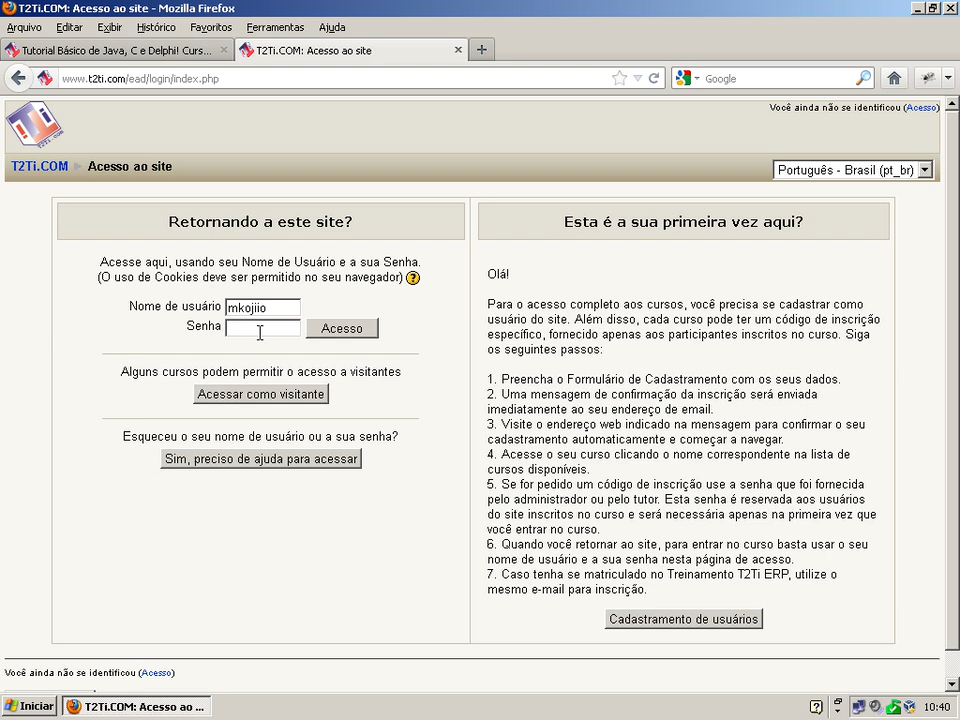 T2Ti.COM: Acesso ao site - Mozilla Firefox
Arquivo Editar Exibir Histórico Favoritos Ferramentas Ajuda
Tutorial Básico de Java, C e Delphi! Curs...
T2Ti.COM: Acesso ao site
www.t2ti.com/ead/login/index.php
Google
Você ainda não se identificou (Acesso)
T2Ti.COM
T2Ti.COM Acesso ao site
Português - Brasil (pt_br)
Retornando a este site?
Acesse aqui, usando seu Nome de Usuário e a sua Senha.
(O uso de Cookies deve ser permitido no seu navegador) ?
Nome de usuário mkojiio
Senha Acesso
Alguns cursos podem permitir o acesso a visitantes
Acessar como visitante
Esqueceu o seu nome de usuário ou a sua senha?
Sim, preciso de ajuda para acessar
Esta é a sua primeira vez aqui?
Olá!
Para o acesso completo aos cursos, você precisa se cadastrar como
usuário do site. Além disso, cada curso pode ter um código de inscrição
específico, fornecido apenas aos participantes inscritos no curso. Siga
os seguintes passos:
1. Preencha o Formulário de Cadastramento com os seus dados.
2. Uma mensagem de confirmação da inscrição será enviada
imediatamente ao seu endereço de email.
3. Visite o endereço web indicado na mensagem para confirmar o seu
cadastramento automaticamente e começar a navegar.
4. Acesse o seu curso clicando o nome correspondente na lista de
cursos disponíveis.
5. Se for pedido um código de inscrição use a senha que foi fornecida
pelo administrador ou pelo tutor. Esta senha é reservada aos usuários
do site inscritos no curso e será necessária apenas na primeira vez que
você entrar no curso.
6. Quando você retornar ao site, para entrar no curso basta usar o seu
nome de usuário e a sua senha nesta página de acesso.
7. Caso tenha se matriculado no Treinamento T2Ti ERP, utilize o
mesmo e-mail para inscrição.
Cadastramento de usuários
Você ainda não se identificou (Acesso)
Iniciar
T2Ti.COM: Acesso ao ...
10:40